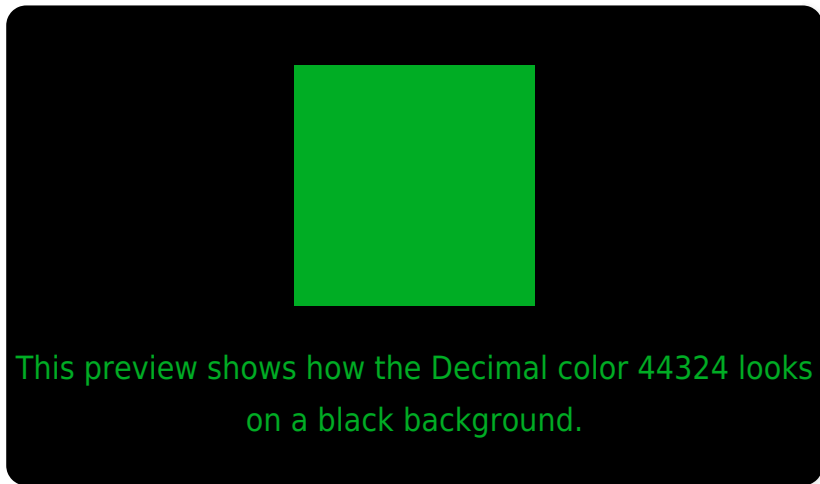 This preview shows how the Decimal color 44324 looks
on a black background.